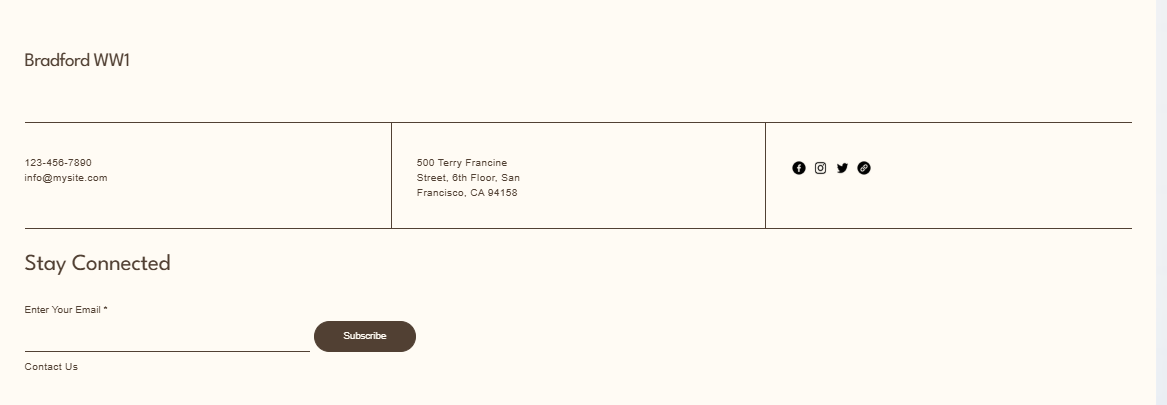 Bradford WW1
123-456-7890
info@mysite.com
500 Terry Francine
Street, 6th Floor, San
Francisco, CA 94158
Stay Connected
Enter Your Email *
Subscribe
Contact Us